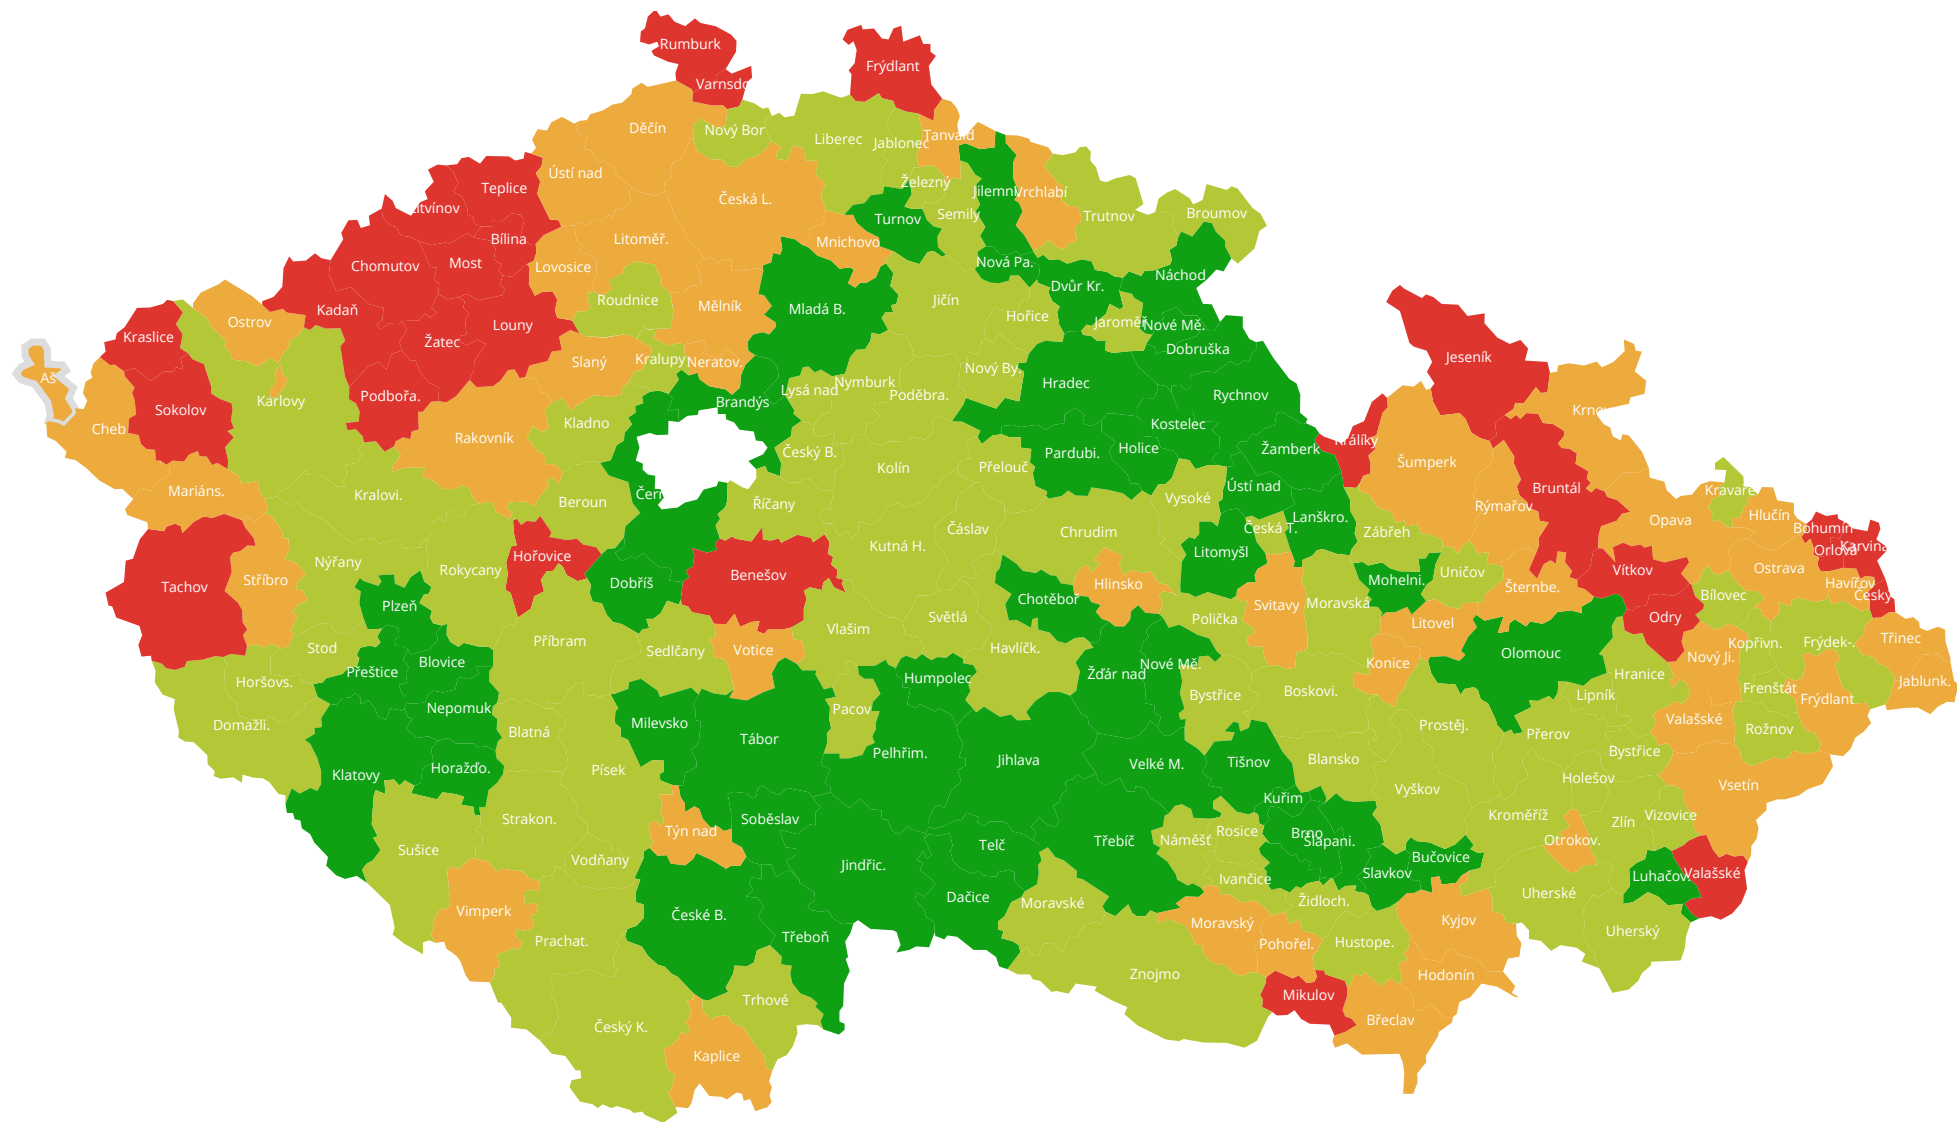 Rumburk
Frýdlant
Varnsdo
Děčín
Nový Bor
Liberec
Jablonec
Tanvald
Ústí nad
Teplice
Litvínov
Železný
Jilemni
Vrchlabí
Česká L.
Turnov
Semily
Trutnov
Broumov
Bílina
Litoměř.
Mnichovo
Most
Chomutov
Lovosice
Nová Pa.
Náchod
Dvůr Kr.
Roudnice
Mělník
Mladá B.
Jičín
Kadaň
Ostrov
Louny
Hořice
Jaroměř
Nové Mě.
Kraslice
Žatec
Dobruška
Slaný
Kralupy
Neratov.
Jeseník
Aš
Nový By.
Hradec
Nymburk
Lysá nad
Poděbra.
Podbořa.
Karlovy
Brandýs
Rychnov
Sokolov
Krno
Kladno
Kostelec
Cheb
Rakovník
Králíky
Žamberk
Holice
Pardubi.
Český B.
Šumperk
Kolín
Přelouč
Ústí nad
Bruntál
Mariáns.
Kralovi.
Černo
Kravaře
Vysoké
Beroun
Říčany
Rýmařov
Lanškro.
Hlučín
Opava
Čáslav
Chrudim
Česká T.
Zábřeh
Bohumín
Kutná H.
Karviná
Orlová
Hořovice
Litomyšl
Nýřany
Rokycany
Benešov
Vítkov
Ostrava
Uničov
Stříbro
Mohelni.
Dobříš
Hlinsko
Havířov
Tachov
Šternbe.
Bílovec
Český
Chotěboř
Plzeň
Svitavy
Moravská
Světlá
Odry
Polička
Litovel
Vlašim
Třinec
Příbram
Frýdek-.
Kopřivn.
Stod
Havlíčk.
Sedlčany
Votice
Olomouc
Nový Ji.
Blovice
Konice
Nové Mě.
Přeštice
Žďár nad
Hranice
Humpolec
Jablunk.
Horšovs.
Frenštát
Boskovi.
Bystřice
Lipník
Frýdlant
Nepomuk
Pacov
Valašské
Milevsko
Domažli.
Prostěj.
Rožnov
Blatná
Přerov
Tábor
Bystřice
Pelhřim.
Jihlava
Blansko
Tišnov
Velké M.
Horažďo.
Písek
Klatovy
Holešov
Vsetín
Vyškov
Kuřim
Kroměříž
Vizovice
Strakon.
Soběslav
Zlín
Týn nad
Rosice
Brno
Šlapani.
Otrokov.
Náměšť
Třebíč
Telč
Sušice
Bučovice
Vodňany
Jindřic.
Slavkov
Valašské
Luhačov.
Ivančice
Uherské
Dačice
Židloch.
Moravské
Vimperk
České B.
Kyjov
Moravský
Uherský
Třeboň
Prachat.
Hustope.
Pohořel.
Znojmo
Hodonín
Mikulov
Trhové
Břeclav
Český K.
Kaplice